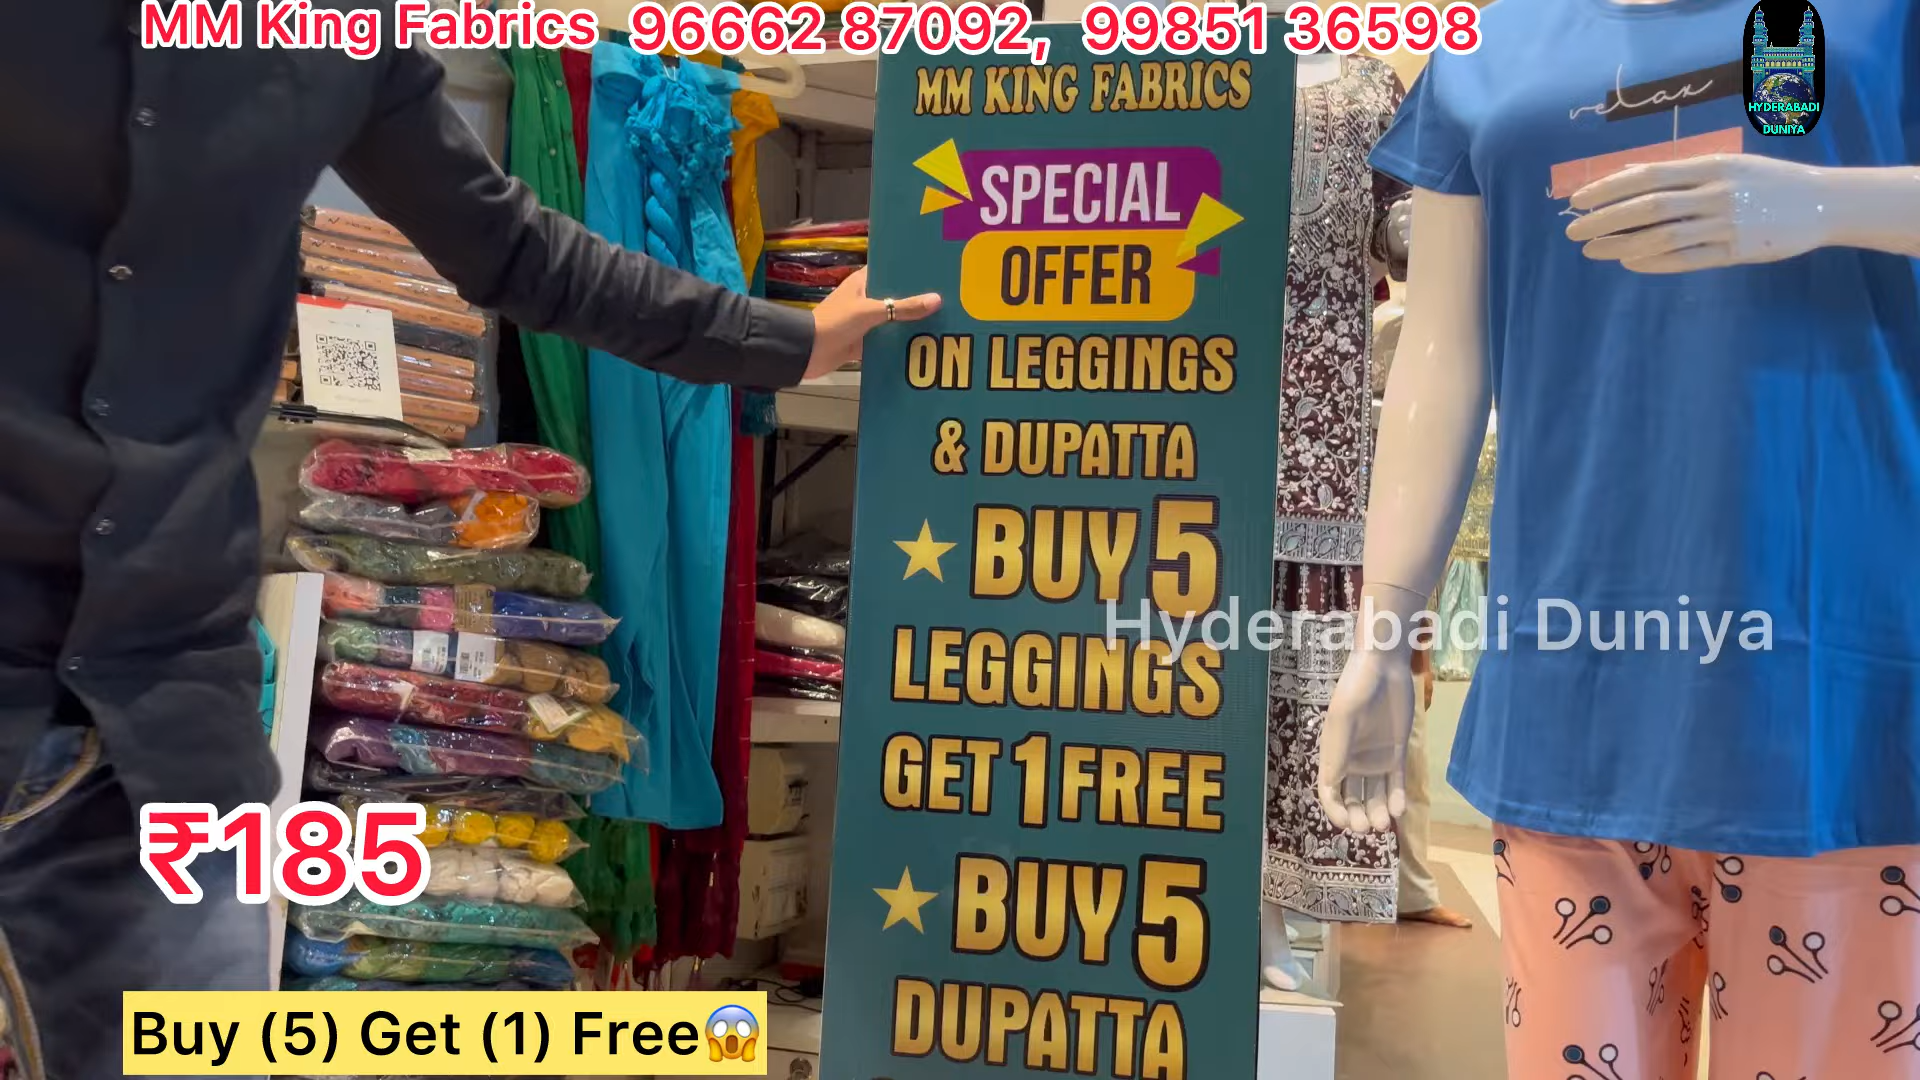 MM King Fabrics 96662 87092, 99851 36598
MM KING FABRICS
SPECIAL
OFFER
ON LEGGINGS
& DUPATTA
BUY 5
LEGGINGS
GET 1 FREE
BUY 5
DUPATTA
relax
HYDERABADI
DUNIYA
Hyderabadi Duniya
₹185
Buy (5) Get (1) Free😱